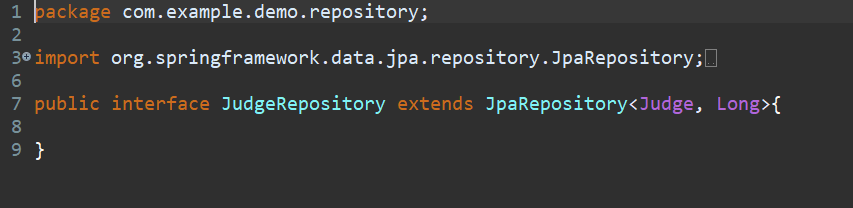 1 package com.example.demo.repository;
2
3 import org.springframework.data.jpa.repository.JpaRepository;
6
7 public interface JudgeRepository extends JpaRepository<Judge, Long>{
8
9 }